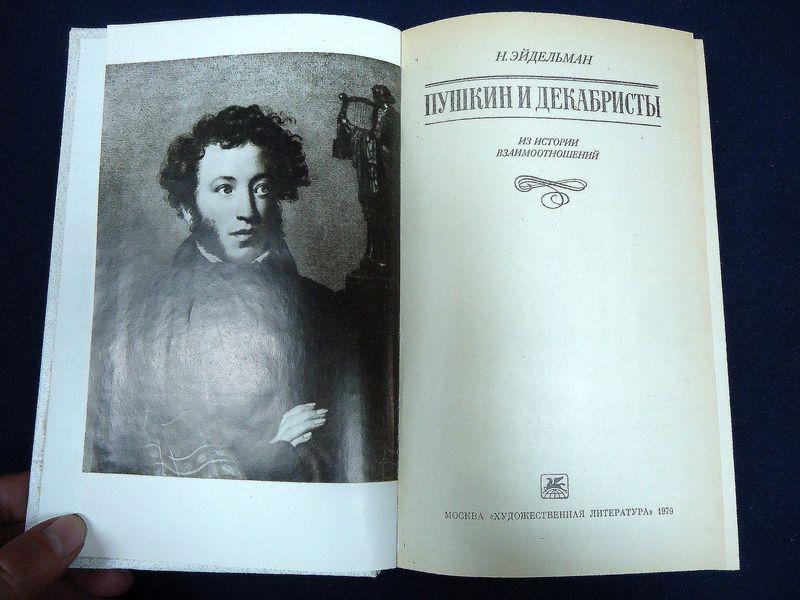 Н. ЭЙДЕЛЬМАН
ПУШКИН И ДЕКАБРИСТЫ
ИЗ ИСТОРИИ
ВЗАИМООТНОШЕНИЙ
МОСКВА «ХУДОЖЕСТВЕННАЯ ЛИТЕРАТУРА» 1979